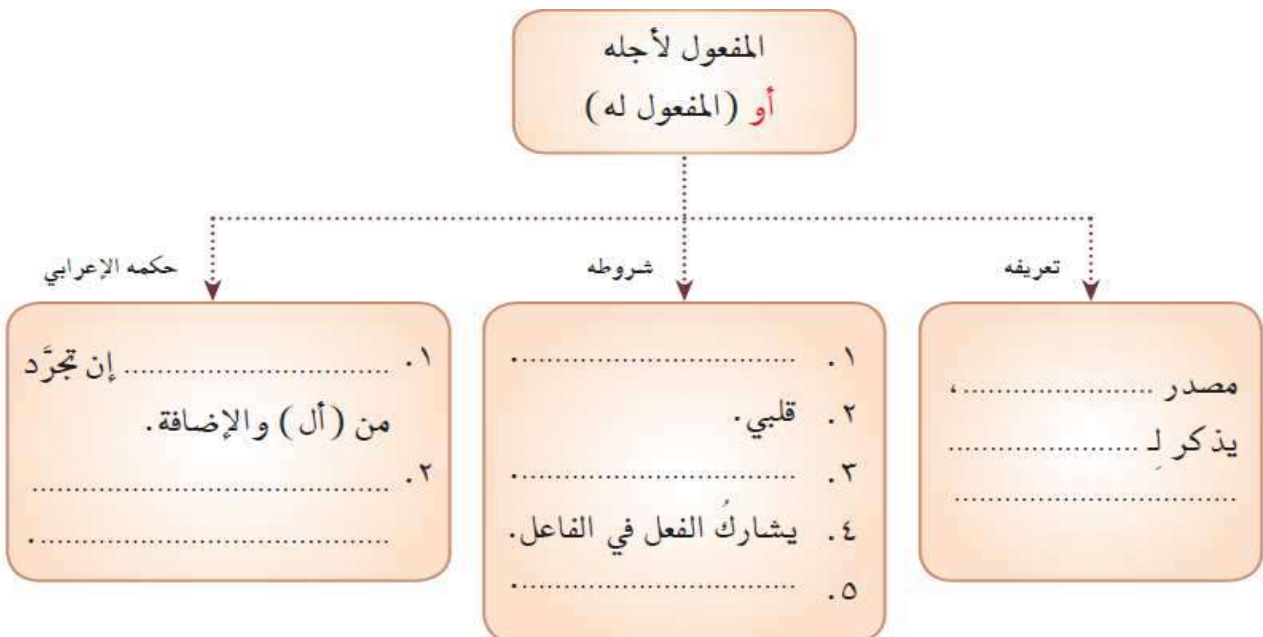 المفعول لأجله
أو (المفعول له)
تعريفه
مصدر ......................،
يذكر لِـ ......................
................................
شروطه
١. ................................ .
٢. قلبي.
٣. ................................ .
٤. يشاركُ الفعل في الفاعل.
٥. ................................ .
حكمه الإعرابي
١. .............................. إن تجرَّد
من (أل) والإضافة.
٢. ........................................
........................................ .